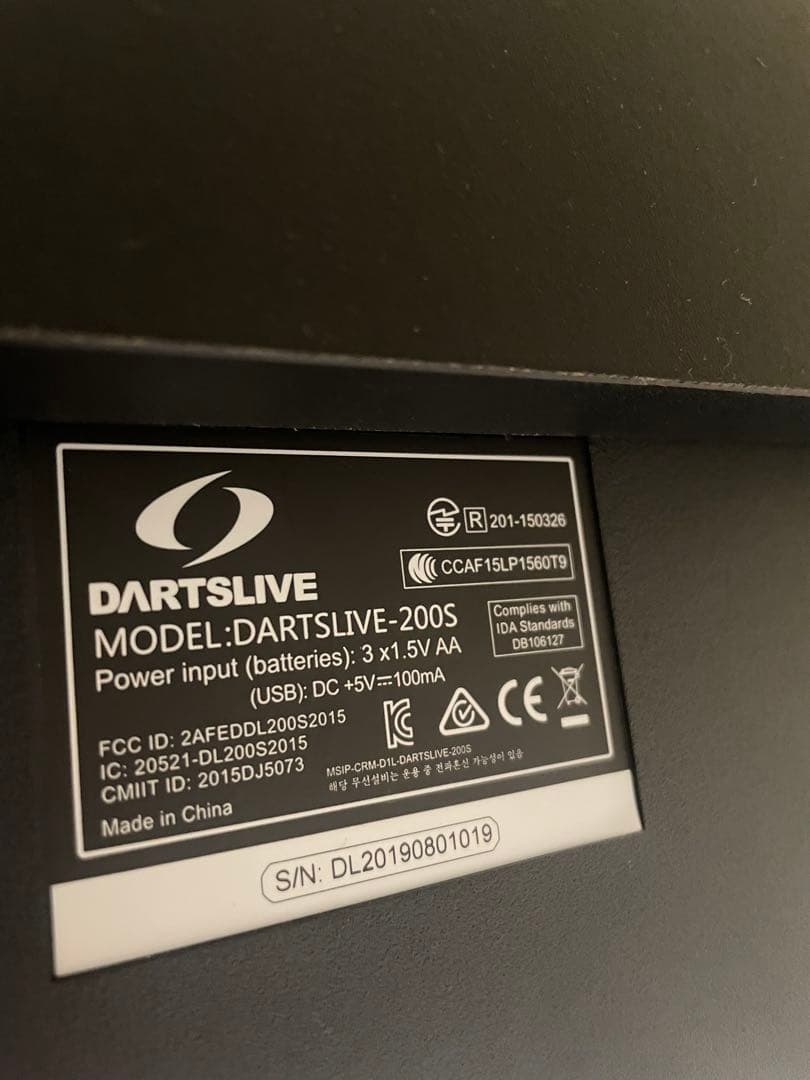 DARTSLIVE
R 201-150326
CCAF15LP1560T9
MODEL:DARTSLIVE-200S
Complies with
IDA Standards
DB106127
Power input (batteries): 3 x1.5V AA
(USB): DC +5V⎓100mA
FCC ID: 2AFEDDL200S2015
IC: 20521-DL200S2015
CMIIT ID: 2015DJ5073
Made in China
CE
MSIP-CRM-D1L-DARTSLIVE-200S
해당 무선설비는 운용 중 전파혼신 가능성이 있음
S/N: DL20190801019